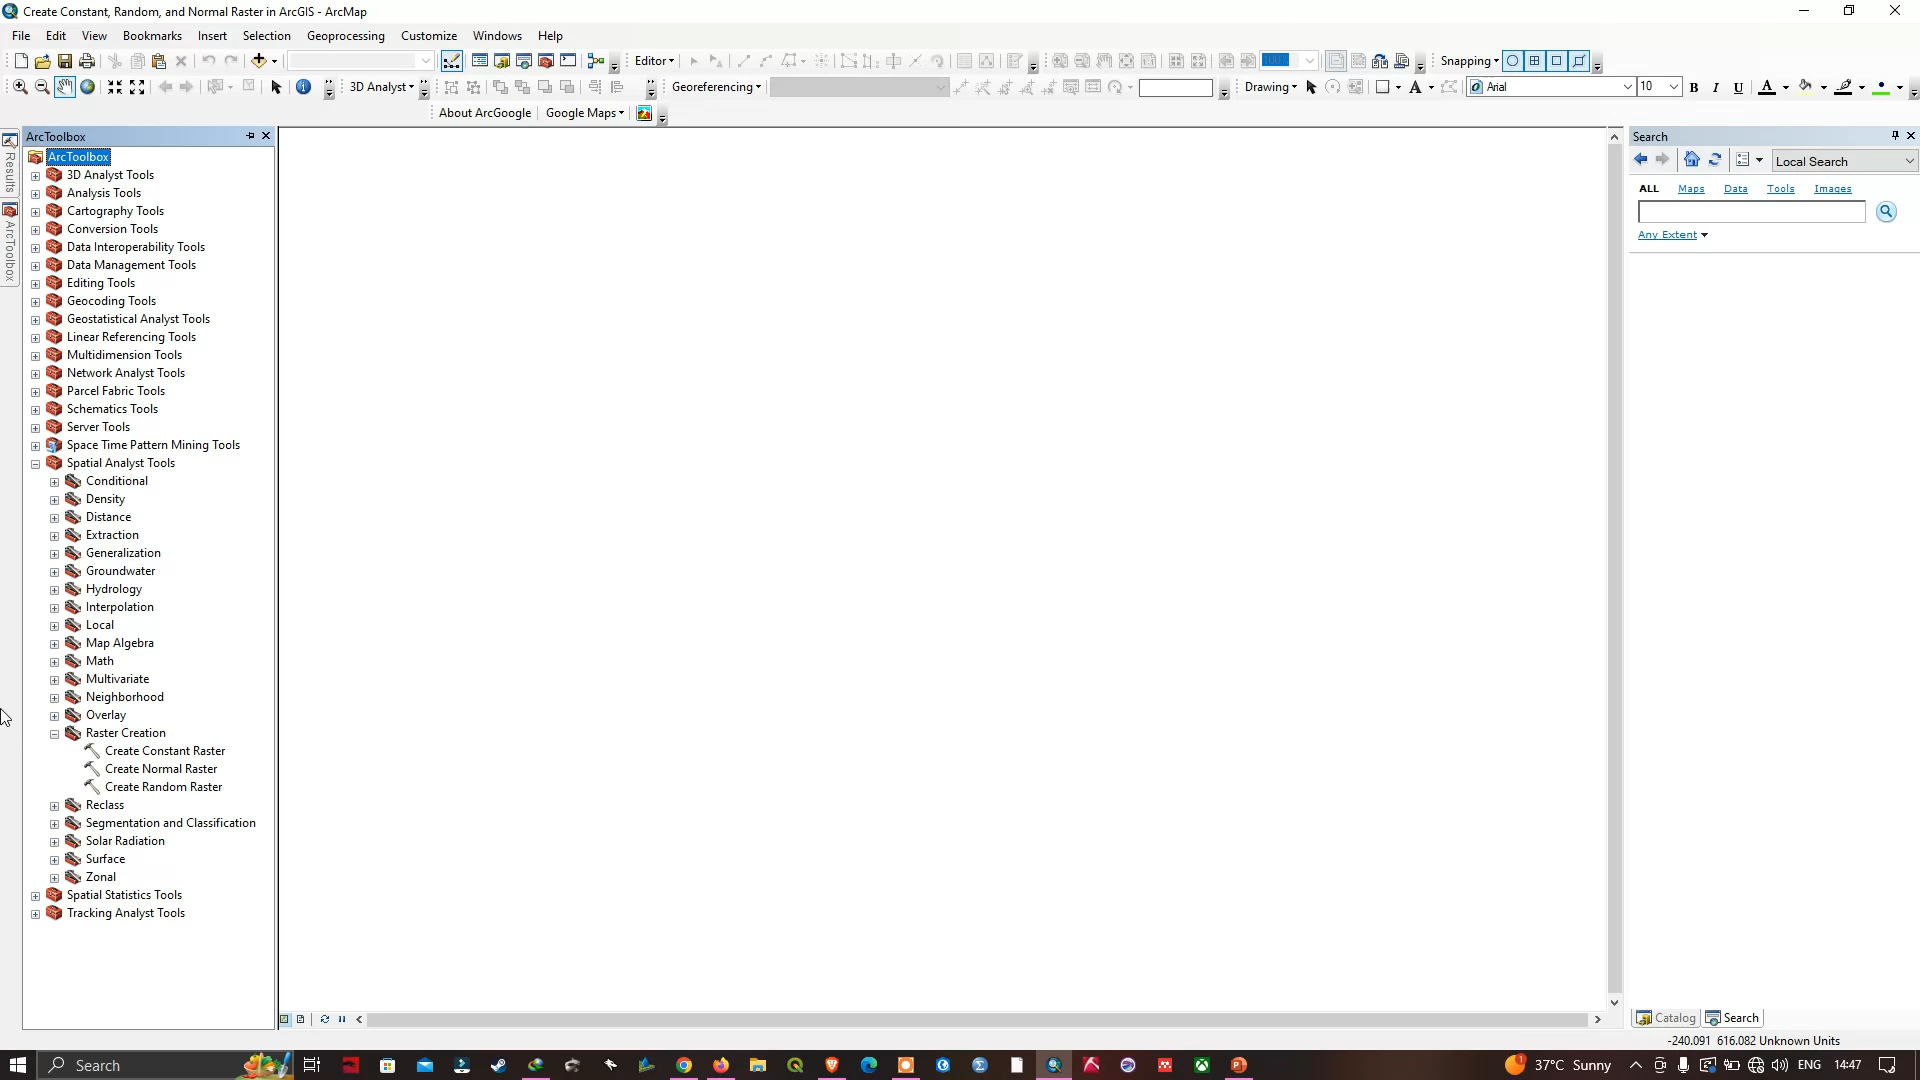 Create Constant, Random, and Normal Raster in ArcGIS - ArcMap
File Edit View Bookmarks Insert Selection Geoprocessing Customize Windows Help
Editor
Snapping
3D Analyst
Georeferencing
Drawing
Arial
10
B I U A
About ArcGoogle
Google Maps
ArcToolbox
Results
ArcToolbox
ArcToolbox
3D Analyst Tools
Analysis Tools
Cartography Tools
Conversion Tools
Data Interoperability Tools
Data Management Tools
Editing Tools
Geocoding Tools
Geostatistical Analyst Tools
Linear Referencing Tools
Multidimension Tools
Network Analyst Tools
Parcel Fabric Tools
Schematics Tools
Server Tools
Space Time Pattern Mining Tools
Spatial Analyst Tools
Conditional
Density
Distance
Extraction
Generalization
Groundwater
Hydrology
Interpolation
Local
Map Algebra
Math
Multivariate
Neighborhood
Overlay
Raster Creation
Create Constant Raster
Create Normal Raster
Create Random Raster
Reclass
Segmentation and Classification
Solar Radiation
Surface
Zonal
Spatial Statistics Tools
Tracking Analyst Tools
Search
Local Search
ALL Maps Data Tools Images
Any Extent
Catalog
Search
-240.091 616.082 Unknown Units
Search
37°C Sunny
ENG
14:47